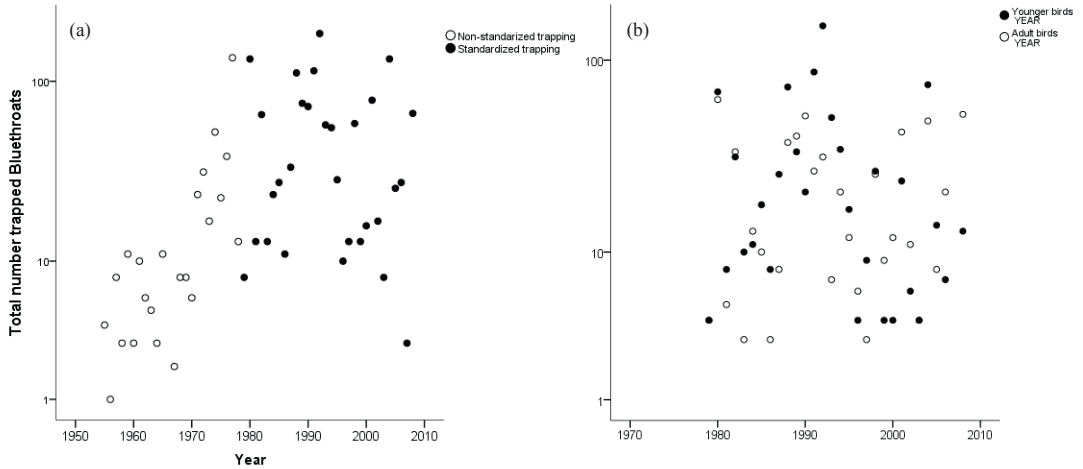 (a)
Non-standarized trapping
Standardized trapping
Total number trapped Bluethroats
100
10
1
1950 1960 1970 1980 1990 2000 2010
Year
(b)
Younger birds
YEAR
Adult birds
YEAR
100
10
1
1970 1980 1990 2000 2010